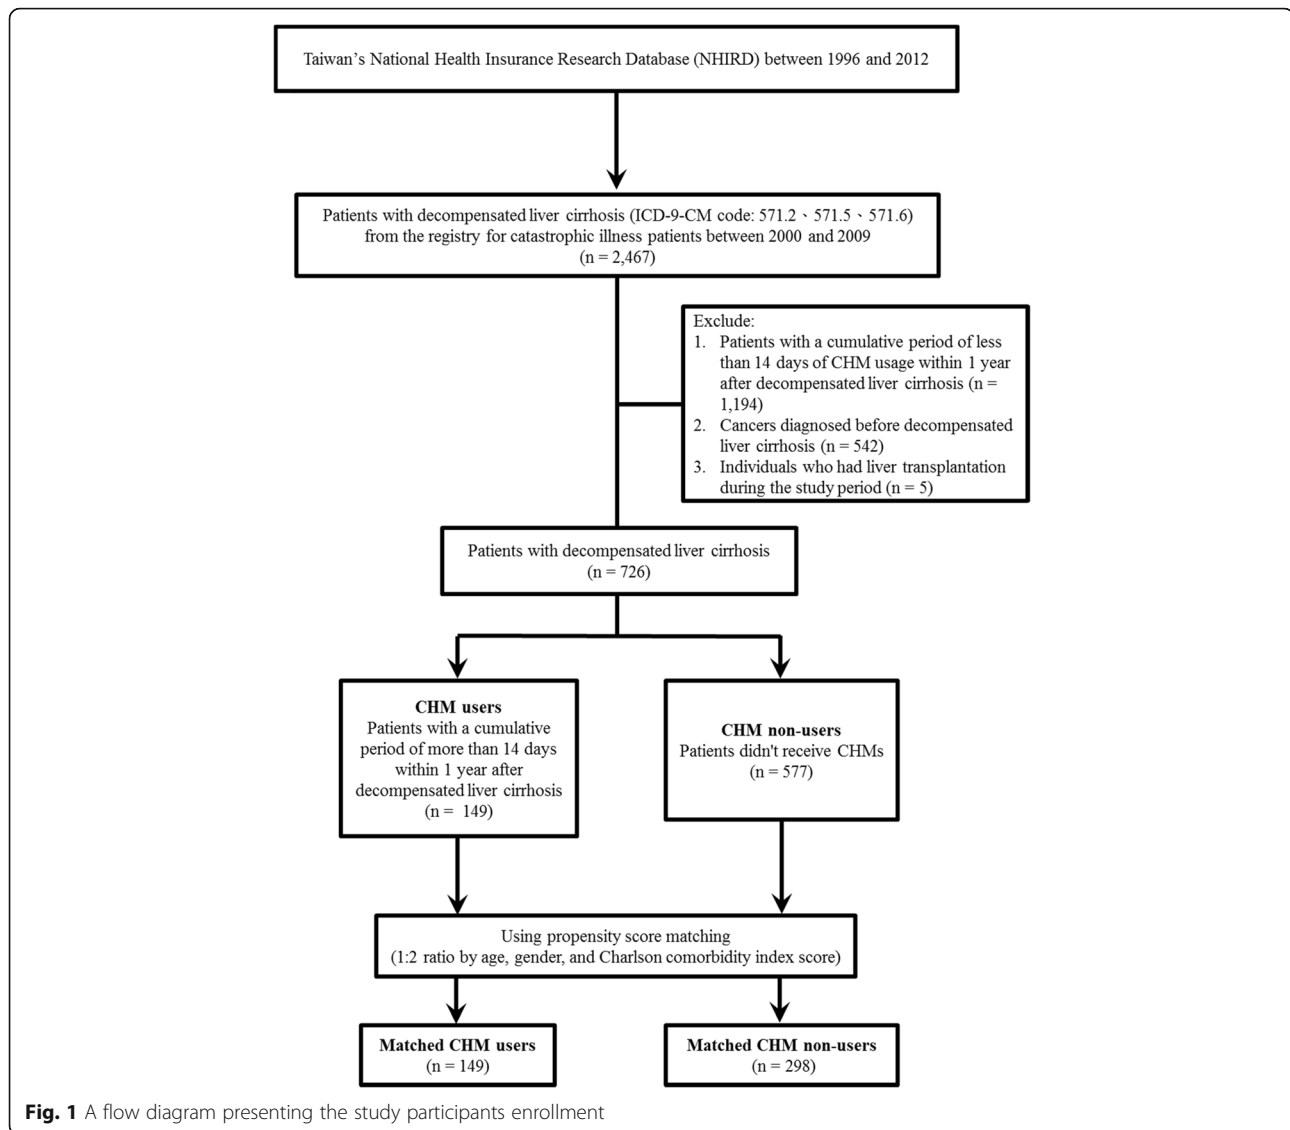 Taiwan's National Health Insurance Research Database (NHIRD) between 1996 and 2012
Patients with decompensated liver cirrhosis (ICD-9-CM code: 571.2、571.5、571.6)
from the registry for catastrophic illness patients between 2000 and 2009
(n = 2,467)
Exclude:
1. Patients with a cumulative period of less
than 14 days of CHM usage within 1 year
after decompensated liver cirrhosis (n =
1,194)
2. Cancers diagnosed before decompensated
liver cirrhosis (n = 542)
3. Individuals who had liver transplantation
during the study period (n = 5)
Patients with decompensated liver cirrhosis
(n = 726)
CHM users
Patients with a cumulative
period of more than 14 days
within 1 year after
decompensated liver cirrhosis
(n = 149)
CHM non-users
Patients didn't receive CHMs
(n = 577)
Using propensity score matching
(1:2 ratio by age, gender, and Charlson comorbidity index score)
Matched CHM users
(n = 149)
Matched CHM non-users
(n = 298)
Fig. 1 A flow diagram presenting the study participants enrollment